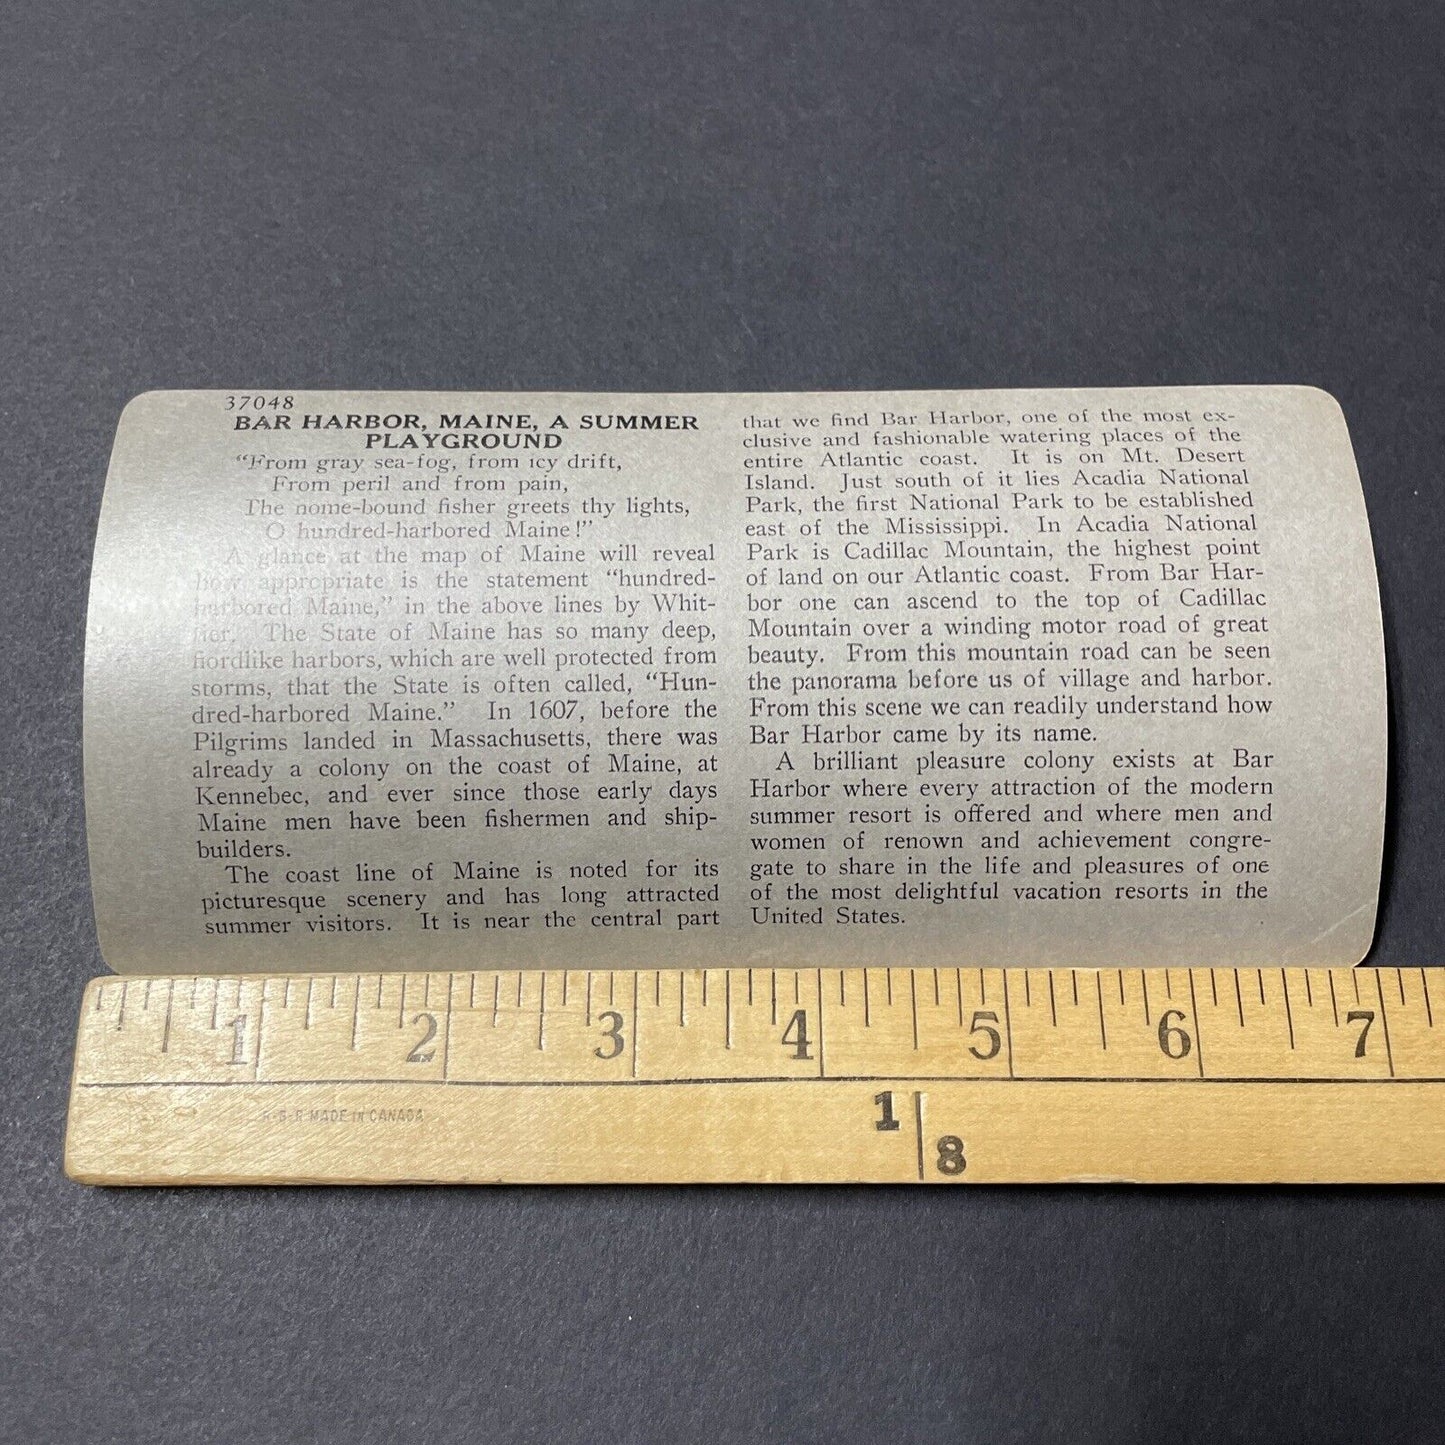 37048
BAR HARBOR, MAINE, A SUMMER
PLAYGROUND
"From gray sea-fog, from icy drift,
From peril and from pain,
The nome-bound fisher greets thy lights,
O hundred-harbored Maine!"
A glance at the map of Maine will reveal
how appropriate is the statement "hundred-
harbored Maine," in the above lines by Whit-
tier. The State of Maine has so many deep,
fiordlike harbors, which are well protected from
storms, that the State is often called, "Hun-
dred-harbored Maine." In 1607, before the
Pilgrims landed in Massachusetts, there was
already a colony on the coast of Maine, at
Kennebec, and ever since those early days
Maine men have been fishermen and ship-
builders.
The coast line of Maine is noted for its
picturesque scenery and has long attracted
summer visitors. It is near the central part
that we find Bar Harbor, one of the most ex-
clusive and fashionable watering places of the
entire Atlantic coast. It is on Mt. Desert
Island. Just south of it lies Acadia National
Park, the first National Park to be established
east of the Mississippi. In Acadia National
Park is Cadillac Mountain, the highest point
of land on our Atlantic coast. From Bar Har-
bor one can ascend to the top of Cadillac
Mountain over a winding motor road of great
beauty. From this mountain road can be seen
the panorama before us of village and harbor.
From this scene we can readily understand how
Bar Harbor came by its name.
A brilliant pleasure colony exists at Bar
Harbor where every attraction of the modern
summer resort is offered and where men and
women of renown and achievement congre-
gate to share in the life and pleasures of one
of the most delightful vacation resorts in the
United States.
1 2 3 4 5 6 7
R-G-R MADE IN CANADA
1
8